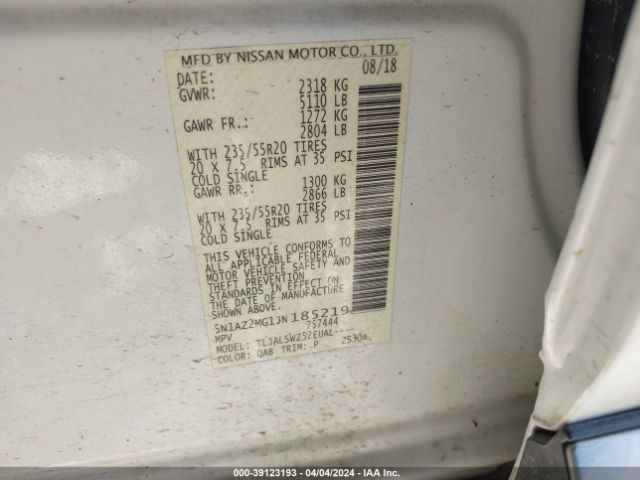 MFD BY NISSAN MOTOR CO., LTD.
DATE: 08/18
GVWR: 2318 KG
5110 LB
GAWR FR.: 1272 KG
2804 LB
WITH 235/55R20 TIRES
20 X 7.5 RIMS AT 35 PSI
COLD SINGLE
GAWR RR.: 1300 KG
2866 LB
WITH 235/55R20 TIRES
20 X 7.5 RIMS AT 35 PSI
COLD SINGLE
THIS VEHICLE CONFORMS TO
ALL APPLICABLE FEDERAL
MOTOR VEHICLE SAFETY AND
THEFT PREVENTION
STANDARDS IN EFFECT ON
THE DATE OF MANUFACTURE
5N1AZ2MG1JN185219
MPV 757444
MODEL: TLJALSWZ52EUAL----
COLOR: QAB TRIM: P ZS30A.
000-39123193 - 04/04/2024 - IAA Inc.